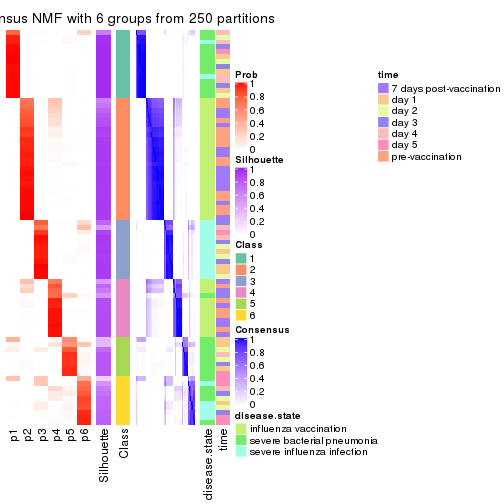 nsus NMF with 6 groups from 250 partitions
p1
p2
p3
p4
p5
p6
Silhouette
Class
disease.state
time
Prob
1
0.8
0.6
0.4
0.2
0
Silhouette
1
0.8
0.6
0.4
0.2
0
Class
1
2
3
4
5
6
Consensus
1
0.8
0.6
0.4
0.2
0
disease.state
influenza vaccination
severe bacterial pneumonia
severe influenza infection
time
7 days post-vaccination
day 1
day 2
day 3
day 4
day 5
pre-vaccination